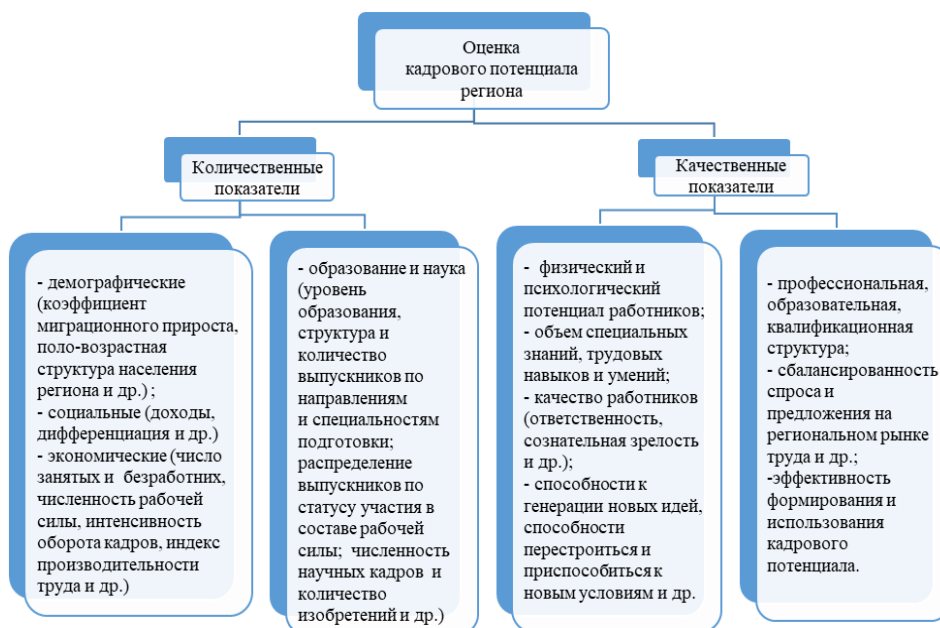 Оценка
кадрового потенциала
региона
Количественные
показатели
Качественные
показатели
- демографические
(коэффициент
миграционного прироста,
поло-возрастная
структура населения
региона и др.) ;
- социальные (доходы,
дифференциация и др.)
- экономические (число
занятых и безработних,
численность рабочей
силы, интенсивность
оборота кадров, индекс
производительности
труда и др.)
- образование и наука
(уровень
образования,
структура и
количество
выпускников по
направлениям
и специальностям
подготовки;
распределение
выпускников по
статусу участия в
составе рабочей
силы; численность
научных кадров и
количество
изобретений и др.)
- физический и
психологический
потенциал работников;
- объем специальных
знаний, трудовых
навыков и умений;
- качество работников
(ответственность,
сознательная зрелость
и др.);
- способности к
генерации новых идей,
способности
перестроиться и
приспособиться к
новым условиям и др.
- профессиональная,
образовательная,
квалификационная
структура;
- сбалансированность
спроса и
предложения на
региональном рынке
труда и др.;
-эффективность
формирования и
использования
кадрового
потенциала.